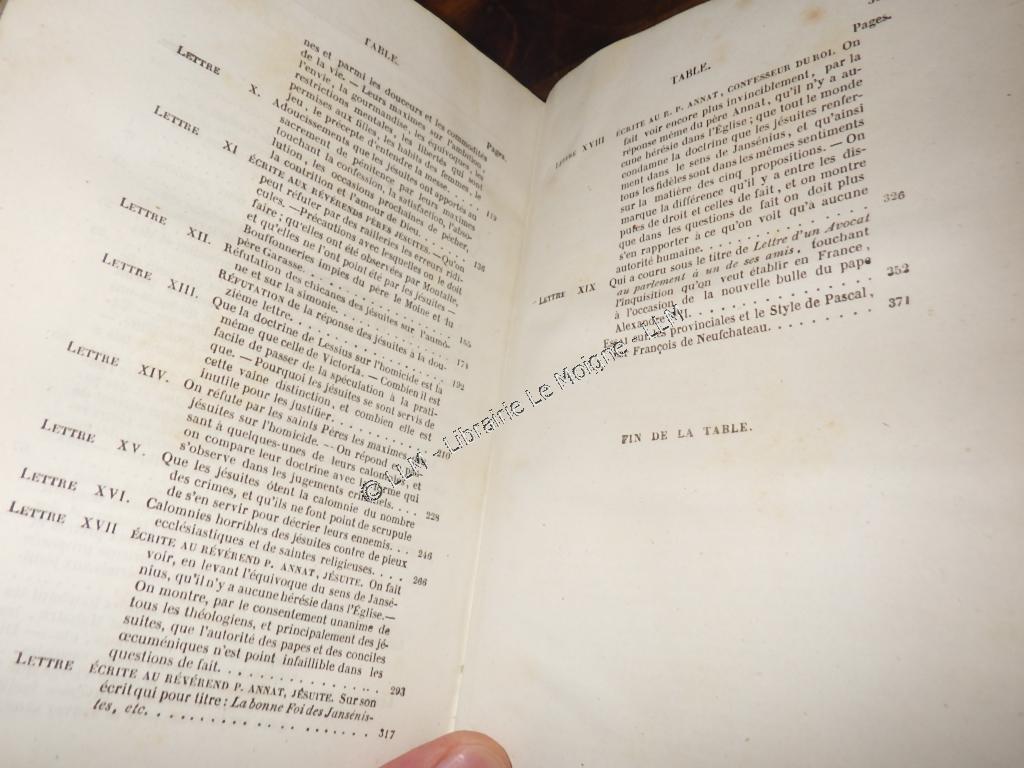 TABLE.
Pages.
nes et parmi les douceurs et les commodités
de la vie. — Leurs maximes sur l'ambition
l'envie, la gourmandise, les équivoques, les
restrictions mentales, les libertés qui sont
permises aux filles, les habits des femmes, le
jeu, le précepte d'entendre la messe.
119
LETTRE X. Adoucissements que les jésuites ont apportés au
sacrement de pénitence par leurs maximes
touchant la confession, la satisfaction, l'abso-
lution, les occasions prochaines de pécher,
la contrition et l'amour de Dieu.
136
LETTRE XI ÉCRITE AUX RÉVÉRENDS PÈRES JÉSUITES. — Qu'on
peut réfuter par des railleries les erreurs ridi-
cules. — Précautions avec lesquelles on le doit
faire; qu'elles ont été observées par Montalte,
et qu'elles ne l'ont point été par les jésuites —
Bouffonneries impies du père le Moine et du
père Garasse.
155
LETTRE XII. Réfutation des chicanes des jésuites sur l'aumô-
ne et sur la simonie.
174
LETTRE XIII. RÉFUTATION de la réponse des jésuites à la dou-
zième lettre.
192
Que la doctrine de Lessius sur l'homicide est la
même que celle de Victoria. — Combien il est
facile de passer de la spéculation à la prati-
que. — Pourquoi les jésuites se sont servis de
cette vaine distinction, et combien elle est
inutile pour les justifier.
210
LETTRE XIV. On réfute par les saints Pères les maximes
jésuites sur l'homicide. — On répond
sant à quelques-unes de leurs calomnies, et
on compare leur doctrine avec la forme qui
s'observe dans les jugements criminels.
228
LETTRE XV. Que les jésuites ôtent la calomnie du nombre
des crimes, et qu'ils ne font point de scrupule
de s'en servir pour décrier leurs ennemis. . . 246
LETTRE XVI. Calomnies horribles des jésuites contre de pieux
ecclésiastiques et de saintes religieuses. . . . 266
LETTRE XVII ÉCRITE AU RÉVÉREND P. ANNAT, JÉSUITE. On fait
voir, en levant l'équivoque du sens de Jansé-
nius, qu'il n'y a aucune hérésie dans l'Église.—
On montre, par le consentement unanime de
tous les théologiens, et principalement des jé-
suites, que l'autorité des papes et des conciles
œcuméniques n'est point infaillible dans les
questions de fait. . . . . . . . . . . . . . . 293
LETTRE ÉCRITE AU RÉVÉREND P. ANNAT, JÉSUITE. Sur son
écrit qui pour titre : La bonne Foi des Jansénis-
tes, etc. . . . . . . . . . . . . . . . . . 317
TABLE.
Pages.
LETTRE XVIII ÉCRITE AU R. P. ANNAT, CONFESSEUR DU ROI. On
fait voir encore plus invinciblement, par la
réponse même du père Annat, qu'il n'y a au-
cune hérésie dans l'Église; que tout le monde
condamne la doctrine que les jésuites renfer-
ment dans le sens de Jansénius, et qu'ainsi
tous les fidèles sont dans les mêmes sentiments
sur la matière des cinq propositions. — On
marque la différence qu'il y a entre les dis-
putes de droit et celles de fait, et on montre
que dans les questions de fait on doit plus
s'en rapporter à ce qu'on voit qu'à aucune
autorité humaine. . . . . . . . . . . . . 326
LETTRE XIX Qui a couru sous le titre de Lettre d'un Avocat
au parlement à un de ses amis, touchant
l'inquisition qu'on veut établir en France,
à l'occasion de la nouvelle bulle du pape
Alexandre VII. . . . . . . . . . . . . . . 352
Essai sur les provinciales et le Style de Pascal,
par François de Neufchateau. . . . . . . . . 371
FIN DE LA TABLE.
© LLM - Librairie Le Moigne - LLM